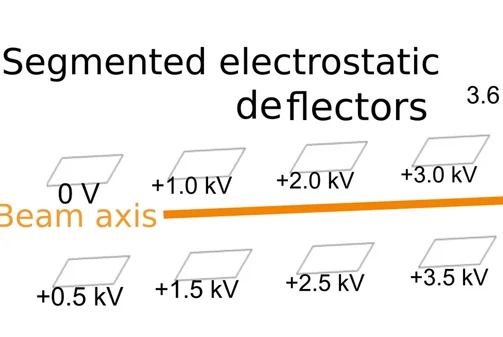 Segmented electrostatic
deflectors
3.6
0 V
+1.0 kV
+2.0 kV
+3.0 kV
Beam axis
+0.5 kV
+1.5 kV
+2.5 kV
+3.5 kV